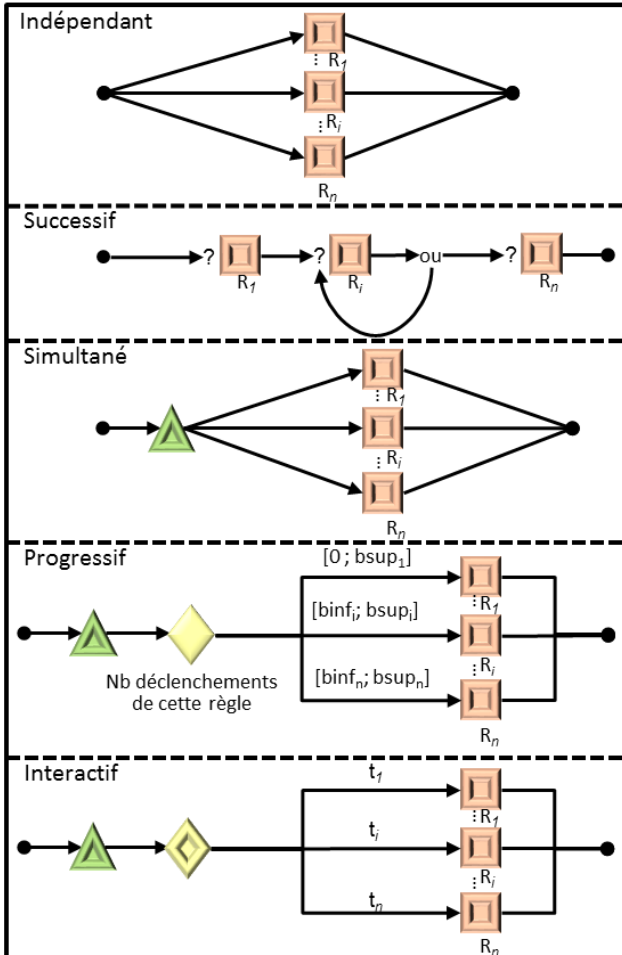 Indépendant
⋮ R1
⋮Ri
Rn
Successif
? ? ou ?
R1 Ri Rn
Simultané
⋮ R1
⋮ Ri
Rn
Progressif
[0 ; bsup1]
⋮R1
[binfi; bsupi]
⋮Ri
[binfn; bsupn]
Nb déclenchements
de cette règle
Rn
Interactif
t1
⋮R1
ti
⋮Ri
tn
Rn